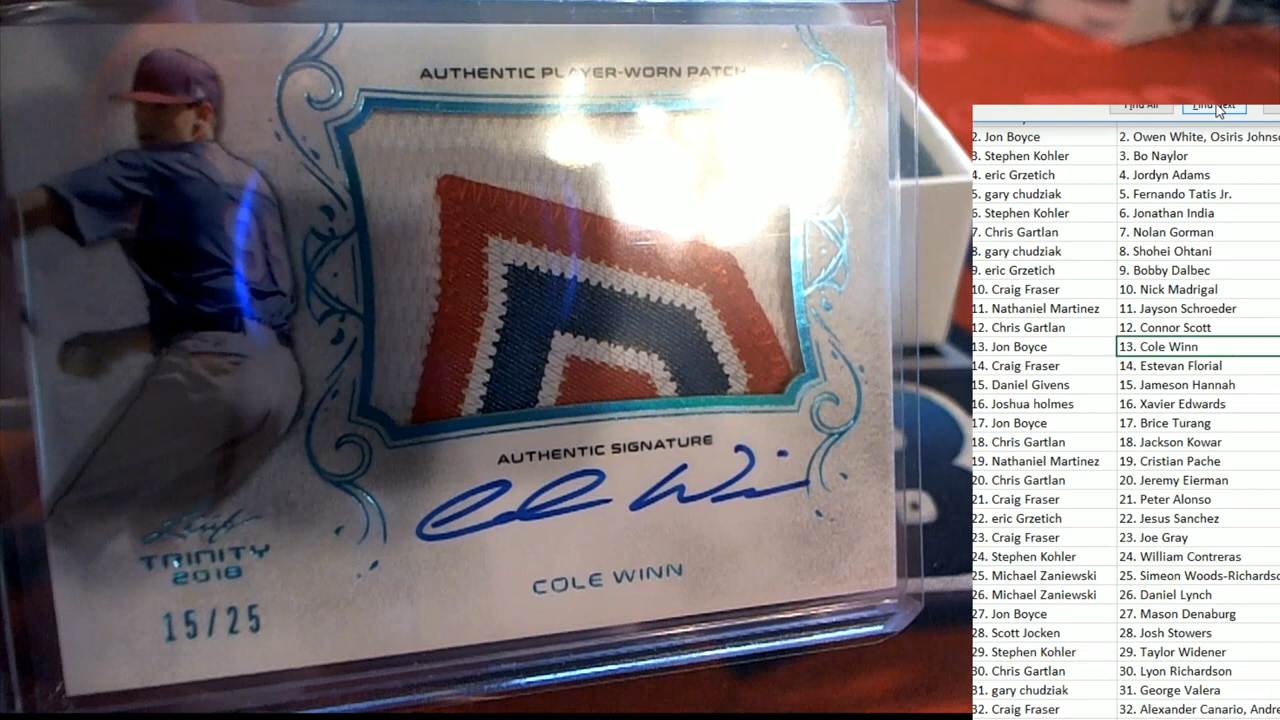 AUTHENTIC PLAYER-WORN PATCH
AUTHENTIC SIGNATURE
Cole Winn
Leaf
TRINITY
2018
COLE WINN
15/25
Find All Find Next
2. Jon Boyce 2. Owen White, Osiris Johnso
3. Stephen Kohler 3. Bo Naylor
4. eric Grzetich 4. Jordyn Adams
5. gary chudziak 5. Fernando Tatis Jr.
6. Stephen Kohler 6. Jonathan India
7. Chris Gartlan 7. Nolan Gorman
8. gary chudziak 8. Shohei Ohtani
9. eric Grzetich 9. Bobby Dalbec
10. Craig Fraser 10. Nick Madrigal
11. Nathaniel Martinez 11. Jayson Schroeder
12. Chris Gartlan 12. Connor Scott
13. Jon Boyce 13. Cole Winn
14. Craig Fraser 14. Estevan Florial
15. Daniel Givens 15. Jameson Hannah
16. Joshua holmes 16. Xavier Edwards
17. Jon Boyce 17. Brice Turang
18. Chris Gartlan 18. Jackson Kowar
19. Nathaniel Martinez 19. Cristian Pache
20. Chris Gartlan 20. Jeremy Eierman
21. Craig Fraser 21. Peter Alonso
22. eric Grzetich 22. Jesus Sanchez
23. Craig Fraser 23. Joe Gray
24. Stephen Kohler 24. William Contreras
25. Michael Zaniewski 25. Simeon Woods-Richardso
26. Michael Zaniewski 26. Daniel Lynch
27. Jon Boyce 27. Mason Denaburg
28. Scott Jocken 28. Josh Stowers
29. Stephen Kohler 29. Taylor Widener
30. Chris Gartlan 30. Lyon Richardson
31. gary chudziak 31. George Valera
32. Craig Fraser 32. Alexander Canario, Andre